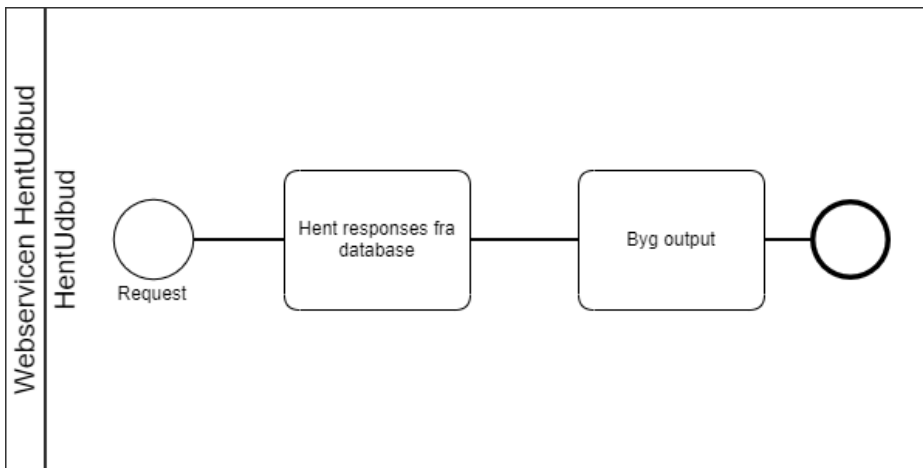 Webservicen HentUdbud
HentUdbud
Request
Hent responses fra
database
Byg output